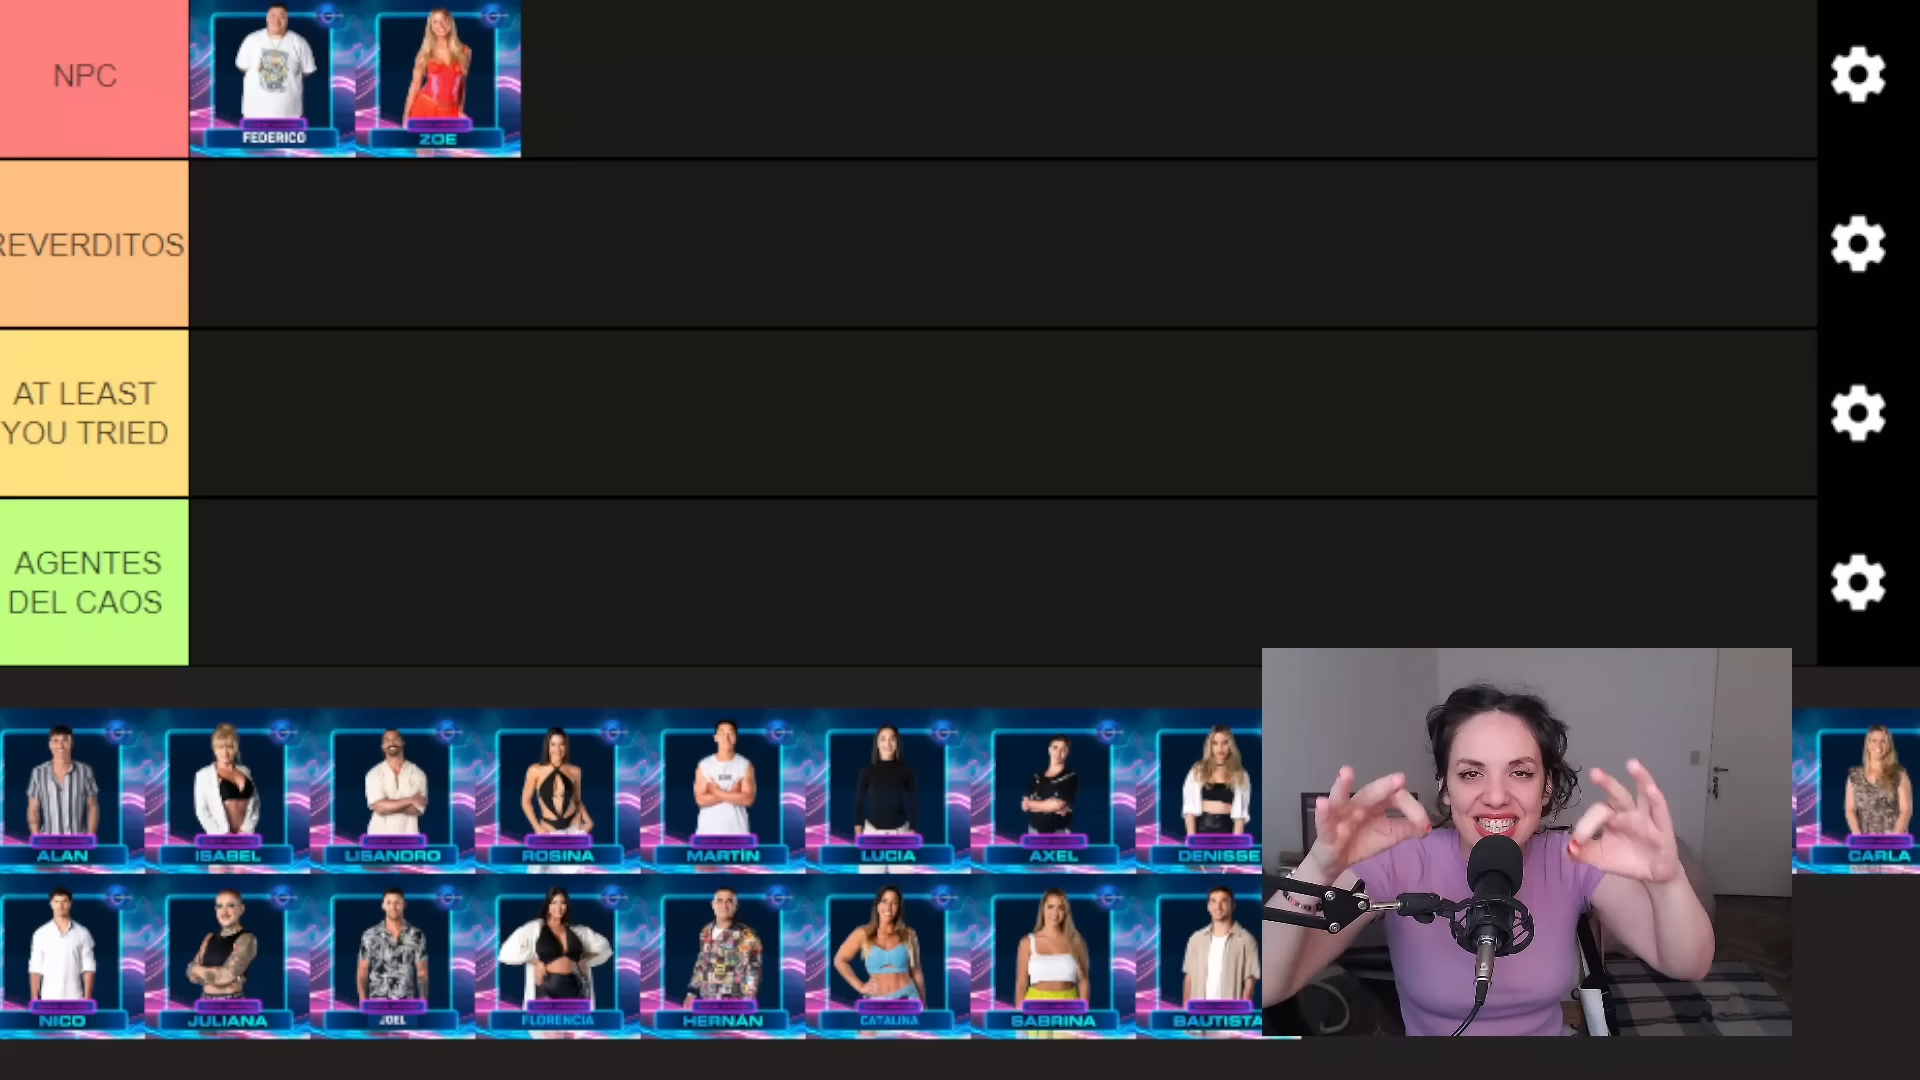 NPC
FEDERICO
ZOE
REVERDITOS
AT LEAST
YOU TRIED
AGENTES
DEL CAOS
ALAN
ISABEL
LISANDRO
ROSINA
MARTÍN
LUCIA
AXEL
DENISSE
CARLA
NICO
JULIANA
JOEL
FLORENCIA
HERNÁN
CATALINA
SABRINA
BAUTISTA